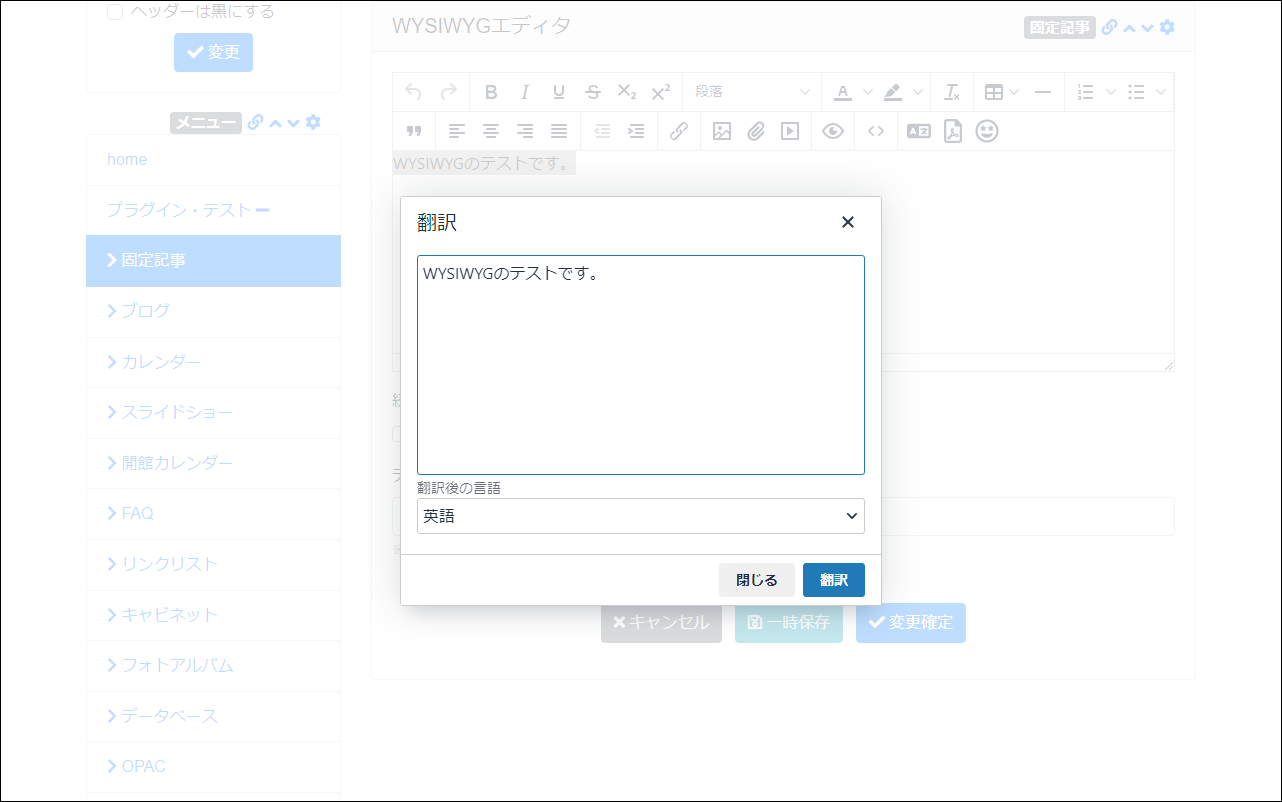 ヘッダーは黒にする
変更
メニュー
home
プラグイン・テスト
固定記事
ブログ
カレンダー
スライドショー
開館カレンダー
FAQ
リンクリスト
キャビネット
フォトアルバム
データベース
OPAC
WYSIWYGエディタ
固定記事
段落
WYSIWYGのテストです。
翻訳
WYSIWYGのテストです。
翻訳後の言語
英語
閉じる
翻訳
キャンセル
一時保存
変更確定